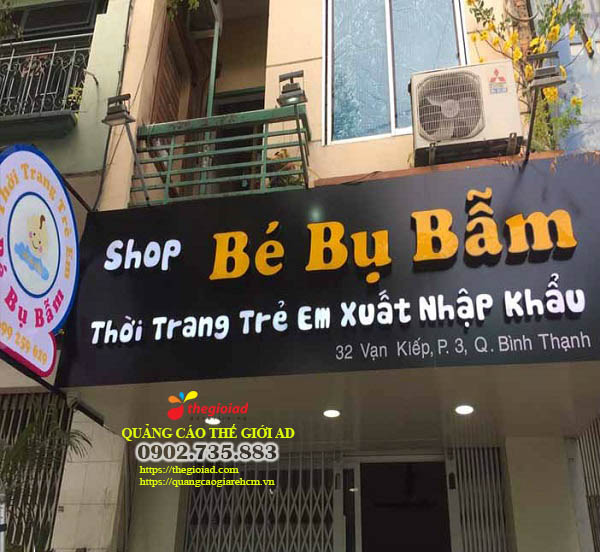 Thời Trang Trẻ Em
Bé Bụ Bẫm
Shop Bé Bụ Bẫm
Thời Trang Trẻ Em Xuất Nhập Khẩu
32 Vạn Kiếp, P. 3, Q. Bình Thạnh
thegioiad
QUẢNG CÁO THẾ GIỚI AD
0902.735.883
https://thegioiad.com
https://quangcaogiarehcm.vn